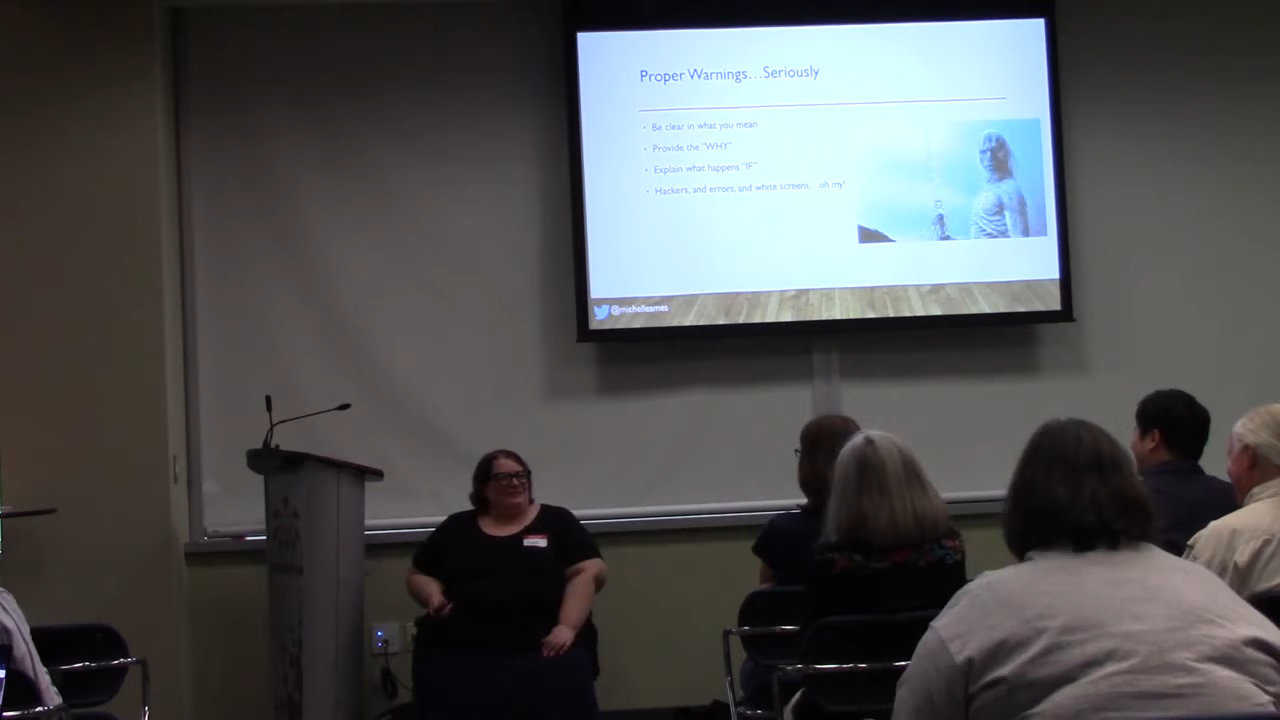 Proper Warnings...Seriously
• Be clear in what you mean
• Provide the "WHY"
• Explain what happens "IF"
• Hackers, and errors, and white screens...oh my!
@michelleames